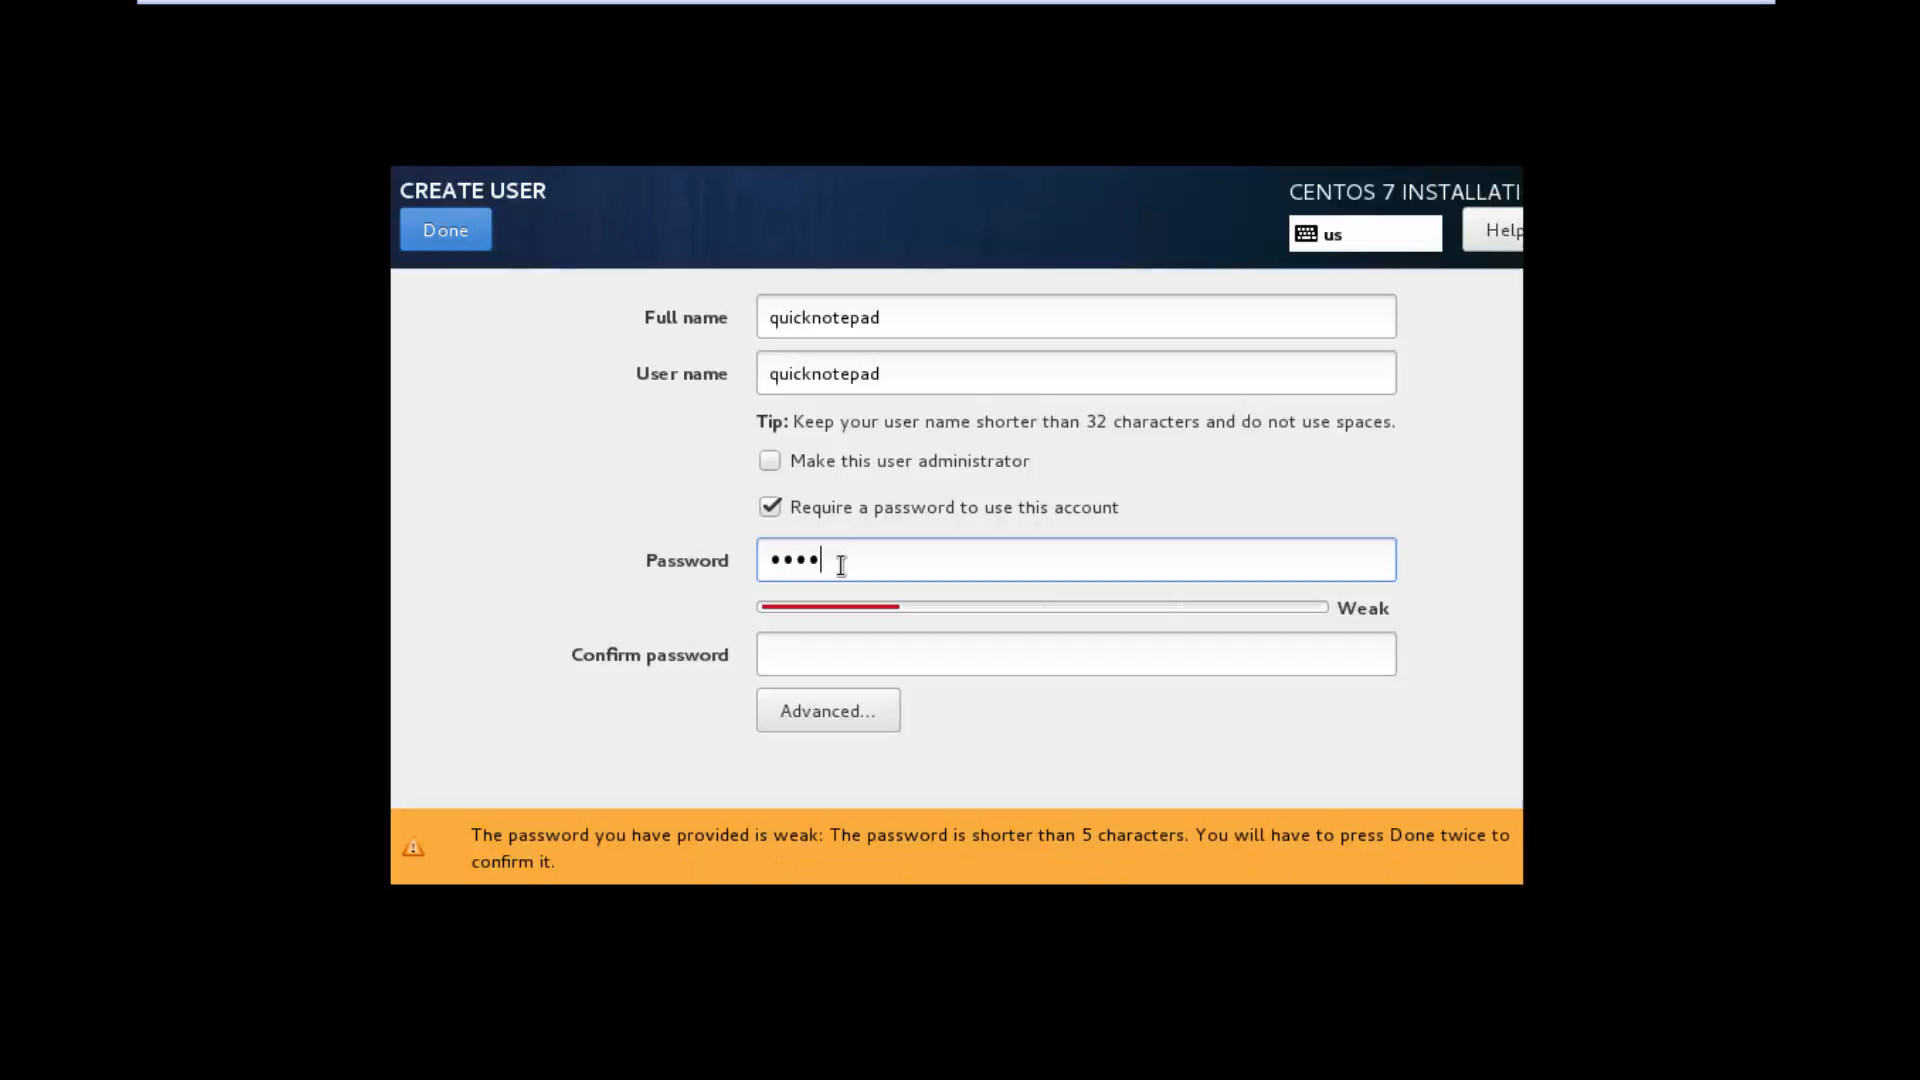 CREATE USER
CENTOS 7 INSTALLATI
Done
us
Help
Full name
quicknotepad
User name
quicknotepad
Tip: Keep your user name shorter than 32 characters and do not use spaces.
Make this user administrator
Require a password to use this account
Password
••••
Weak
Confirm password
Advanced...
The password you have provided is weak: The password is shorter than 5 characters. You will have to press Done twice to
confirm it.